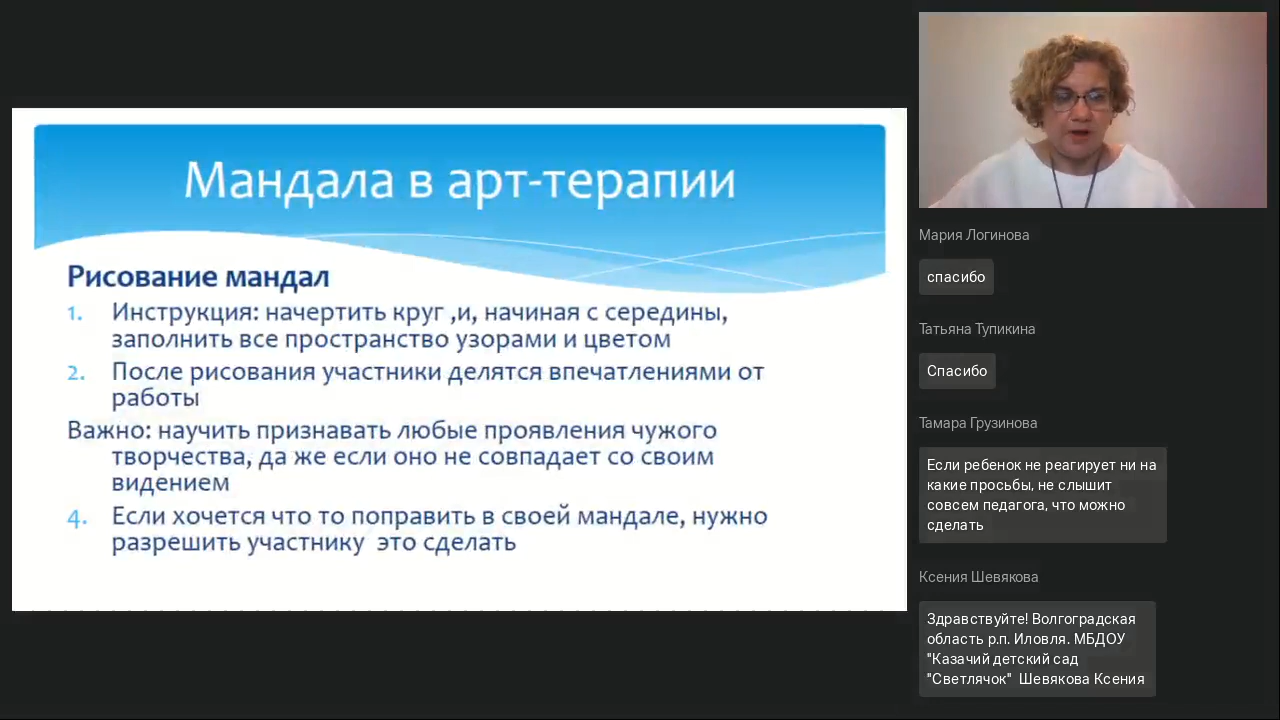 Мандала в арт-терапии
Рисование мандал
1. Инструкция: начертить круг ,и, начиная с середины,
заполнить все пространство узорами и цветом
2. После рисования участники делятся впечатлениями от
работы
Важно: научить признавать любые проявления чужого
творчества, да же если оно не совпадает со своим
видением
4. Если хочется что то поправить в своей мандале, нужно
разрешить участнику это сделать
Мария Логинова
спасибо
Татьяна Тупикина
Спасибо
Тамара Грузинова
Если ребенок не реагирует ни на
какие просьбы, не слышит
совсем педагога, что можно
сделать
Ксения Шевякова
Здравствуйте! Волгоградская
область р.п. Иловля. МБДОУ
"Казачий детский сад
"Светлячок" Шевякова Ксения